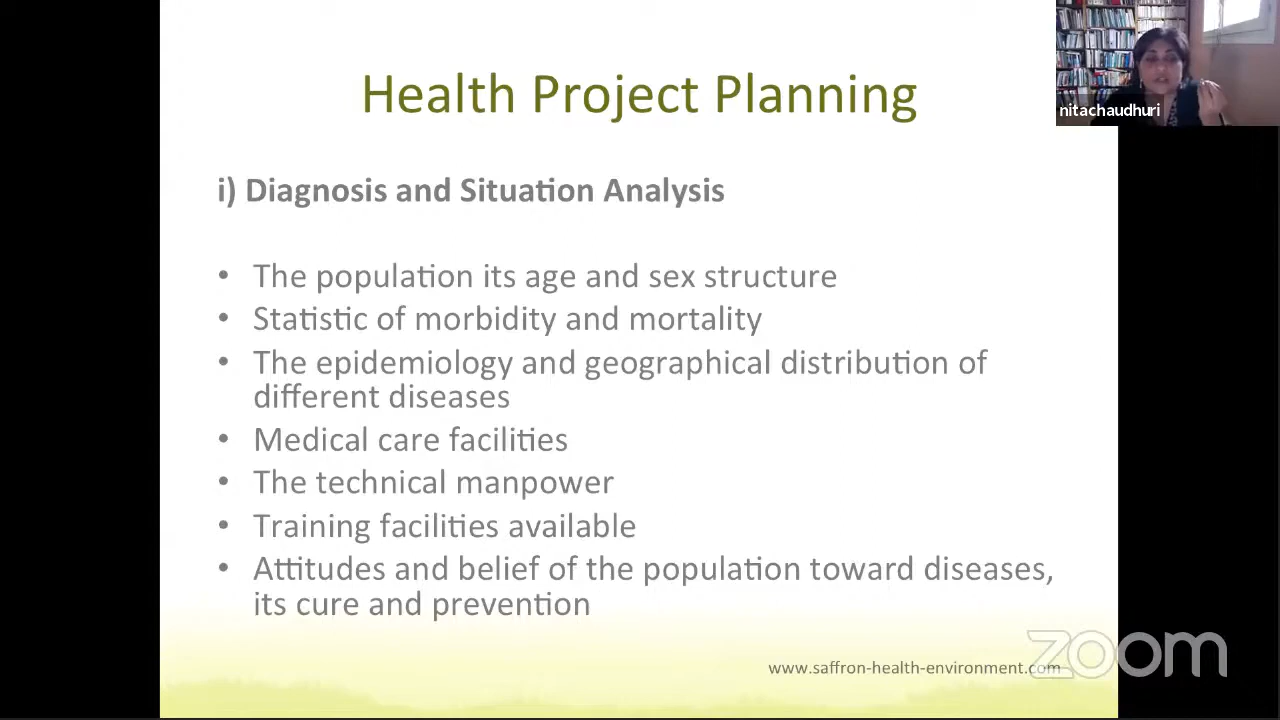 Health Project Planning
nitachaudhuri
i) Diagnosis and Situation Analysis
• The population its age and sex structure
• Statistic of morbidity and mortality
• The epidemiology and geographical distribution of
different diseases
• Medical care facilities
• The technical manpower
• Training facilities available
• Attitudes and belief of the population toward diseases,
its cure and prevention
www.saffron-health-environment.com
zoom